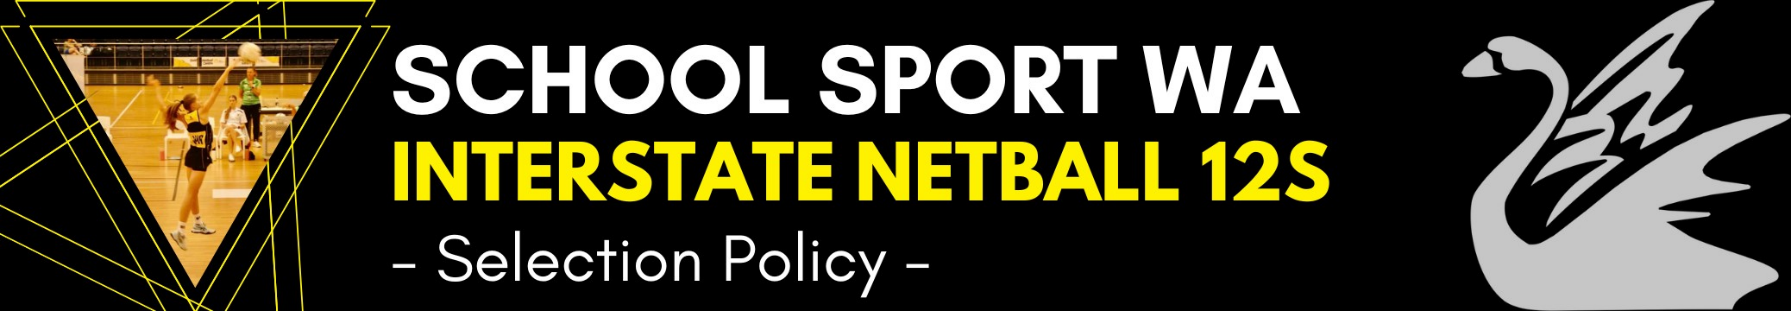 SCHOOL SPORT WA
INTERSTATE NETBALL 12S
– Selection Policy –